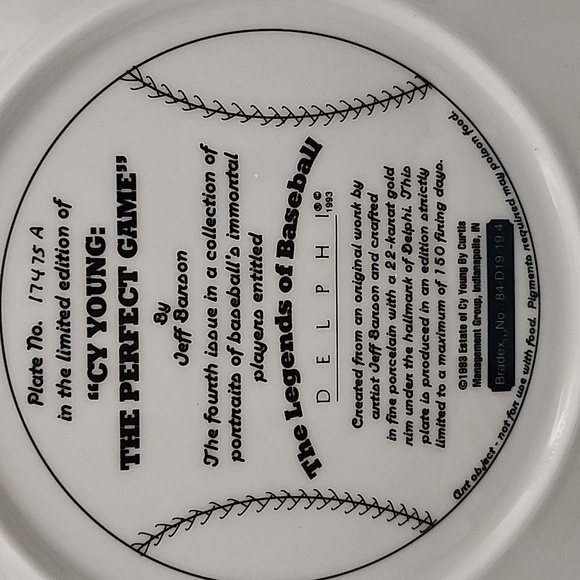 Plate No. 17475 A
in the limited edition of
"CY YOUNG:
THE PERFECT GAME"
By
Jeff Barson
The fourth issue in a collection of
portraits of baseball's immortal
players entitled
The Legends of Baseball
DELPHI ®©
1993
Created from an original work by
artist Jeff Barson and crafted
in fine porcelain with a 22-karat gold
rim under the hallmark of Delphi. This
plate is produced in an edition strictly
limited to a maximum of 150 firing days.
©1993 Estate of Cy Young By Curtis
Management Group, Indianapolis, IN
Bradex No 84 D19 19 4
Art object - not for use with food. Pigments required may poison food.